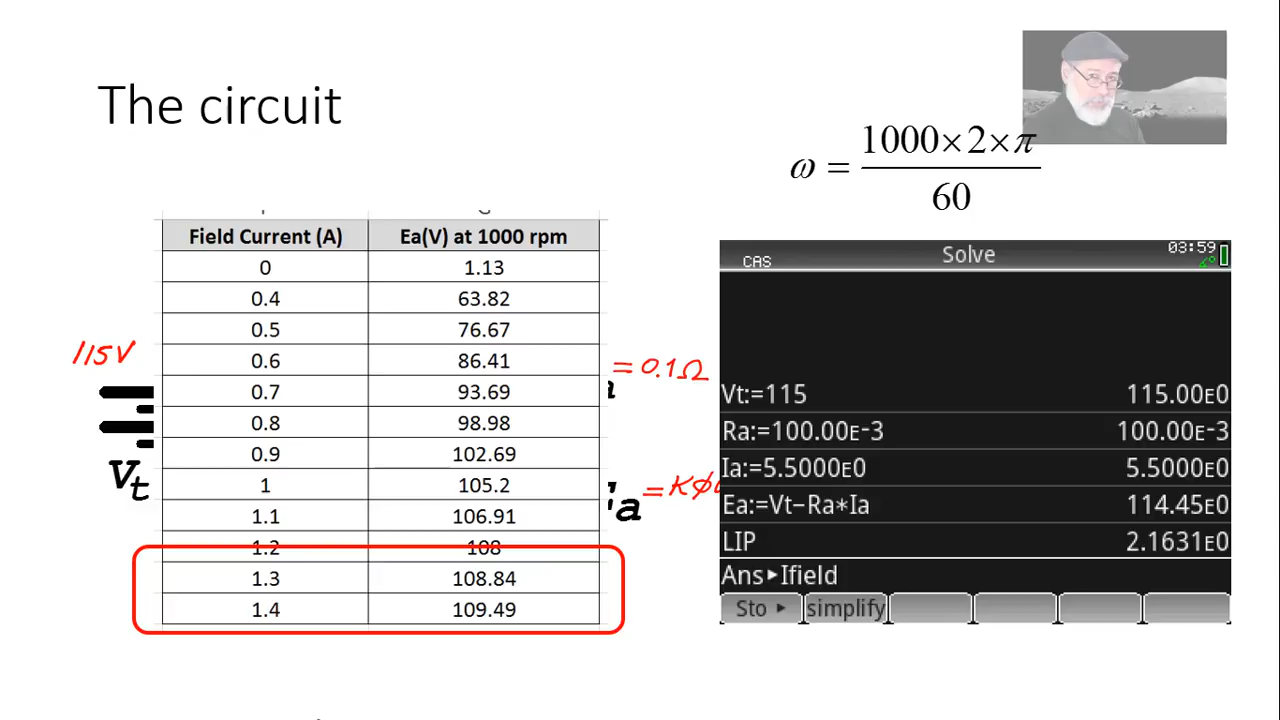 The circuit
ω = 1000×2×π
60
Field Current (A) Ea(V) at 1000 rpm
0 1.13
0.4 63.82
0.5 76.67
0.6 86.41
0.7 93.69
0.8 98.98
0.9 102.69
1 105.2
1.1 106.91
1.2 108
1.3 108.84
1.4 109.49
115V
Vt
= 0.1Ω
a = Kϕ
CAS Solve 03:59
Vt:=115 115.00E0
Ra:=100.00E-3 100.00E-3
Ia:=5.5000E0 5.5000E0
Ea:=Vt-Ra*Ia 114.45E0
LIP 2.1631E0
Ans▶Ifield
Sto ▶ simplify